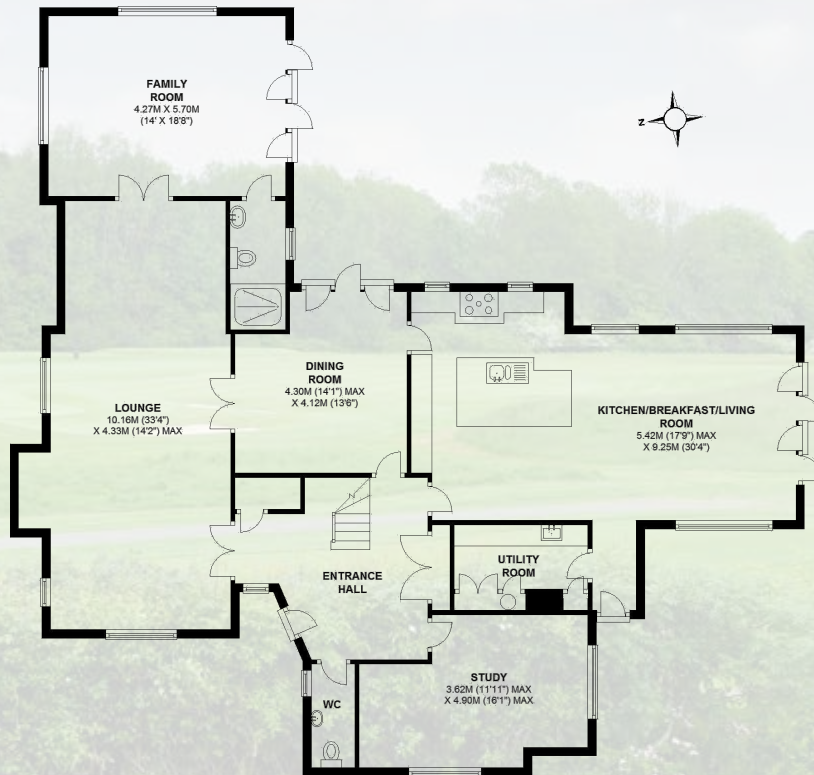 FAMILY
ROOM
4.27M X 5.70M
(14' X 18'8")
N
DINING
ROOM
4.30M (14'1") MAX
X 4.12M (13'6")
LOUNGE
10.16M (33'4")
X 4.33M (14'2") MAX
KITCHEN/BREAKFAST/LIVING
ROOM
5.42M (17'9") MAX
X 9.25M (30'4")
UTILITY
ROOM
ENTRANCE
HALL
STUDY
3.62M (11'11") MAX
X 4.90M (16'1") MAX
WC